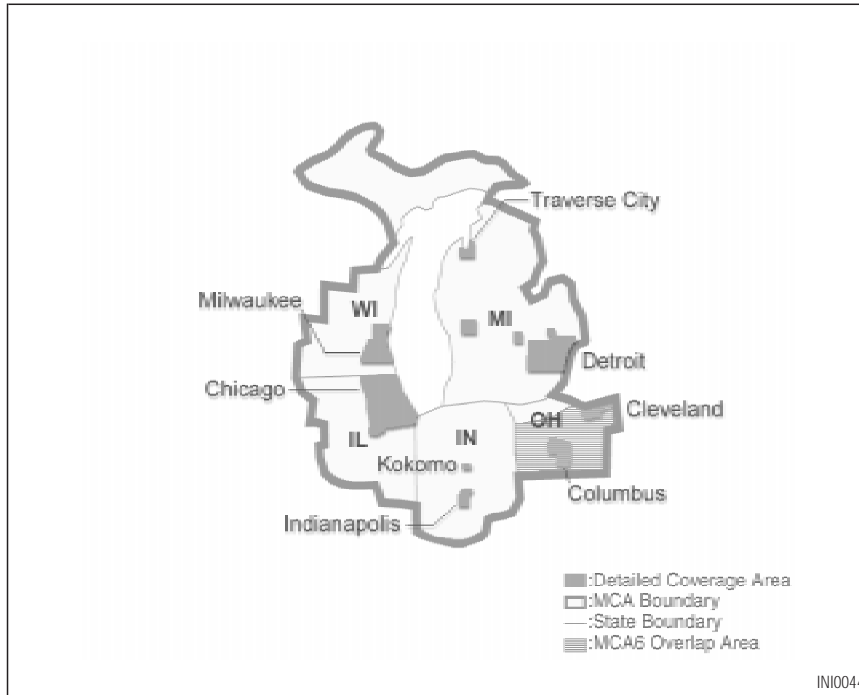 Traverse City
Milwaukee
WI
MI
Detroit
Chicago
Cleveland
OH
IL
IN
Kokomo
Columbus
Indianapolis
:Detailed Coverage Area
:MCA Boundary
:State Boundary
:MCA6 Overlap Area
INI0044